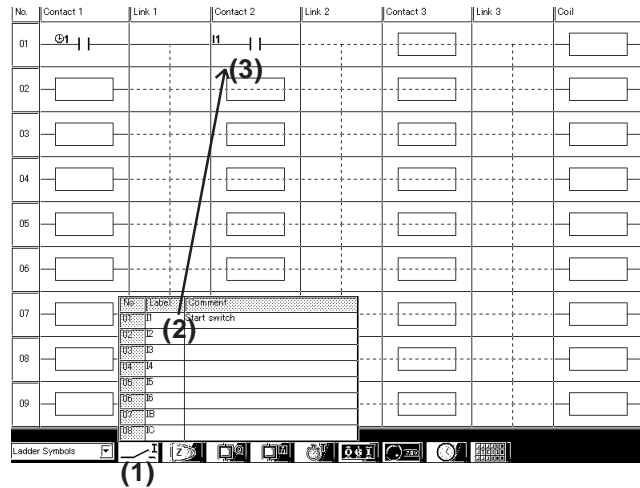 No. Contact 1 Link 1 Contact 2 Link 2 Contact 3 Link 3 Coil
01 1 I1
(3)
02
03
04
05
06
No Label Comment
07 01 I1 Start switch
(2)
02 I2
03 I3
08 04 I4
05 I5
06 I6
09 07 IB
08 IC
Ladder Symbols I Z
(1)